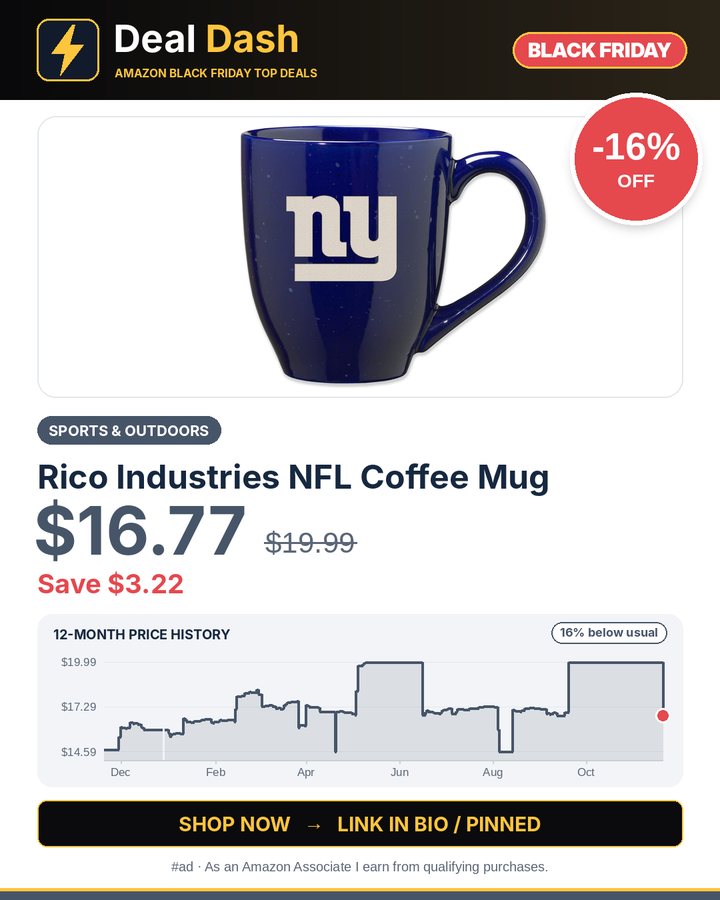 Deal Dash
AMAZON BLACK FRIDAY TOP DEALS
BLACK FRIDAY
-16%
OFF
ny
SPORTS & OUTDOORS
Rico Industries NFL Coffee Mug
$16.77 $19.99
Save $3.22
12-MONTH PRICE HISTORY
16% below usual
$19.99
$17.29
$14.59
Dec Feb Apr Jun Aug Oct
SHOP NOW → LINK IN BIO / PINNED
#ad · As an Amazon Associate I earn from qualifying purchases.